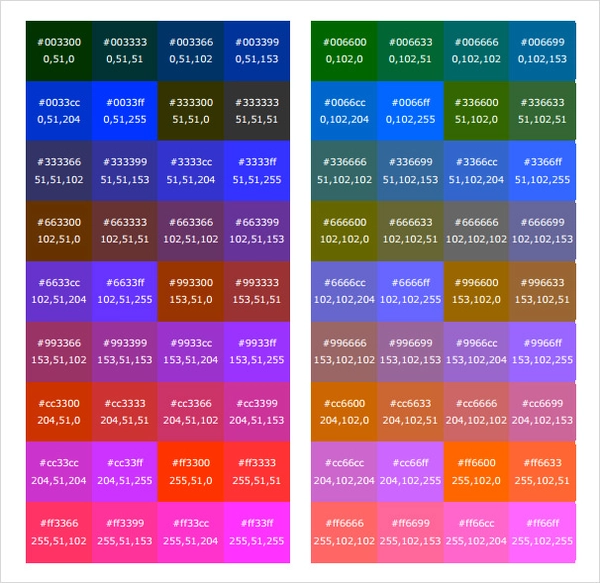 #003300 #003333 #003366 #003399
0,51,0 0,51,51 0,51,102 0,51,153
#0033cc #0033ff #333300 #333333
0,51,204 0,51,255 51,51,0 51,51,51
#333366 #333399 #3333cc #3333ff
51,51,102 51,51,153 51,51,204 51,51,255
#663300 #663333 #663366 #663399
102,51,0 102,51,51 102,51,102 102,51,153
#6633cc #6633ff #993300 #993333
102,51,204 102,51,255 153,51,0 153,51,51
#993366 #993399 #9933cc #9933ff
153,51,102 153,51,153 153,51,204 153,51,255
#cc3300 #cc3333 #cc3366 #cc3399
204,51,0 204,51,51 204,51,102 204,51,153
#cc33cc #cc33ff #ff3300 #ff3333
204,51,204 204,51,255 255,51,0 255,51,51
#ff3366 #ff3399 #ff33cc #ff33ff
255,51,102 255,51,153 255,51,204 255,51,255
#006600 #006633 #006666 #006699
0,102,0 0,102,51 0,102,102 0,102,153
#0066cc #0066ff #336600 #336633
0,102,204 0,102,255 51,102,0 51,102,51
#336666 #336699 #3366cc #3366ff
51,102,102 51,102,153 51,102,204 51,102,255
#666600 #666633 #666666 #666699
102,102,0 102,102,51 102,102,102 102,102,153
#6666cc #6666ff #996600 #996633
102,102,204 102,102,255 153,102,0 153,102,51
#996666 #996699 #9966cc #9966ff
153,102,102 153,102,153 153,102,204 153,102,255
#cc6600 #cc6633 #cc6666 #cc6699
204,102,0 204,102,51 204,102,102 204,102,153
#cc66cc #cc66ff #ff6600 #ff6633
204,102,204 204,102,255 255,102,0 255,102,51
#ff6666 #ff6699 #ff66cc #ff66ff
255,102,102 255,102,153 255,102,204 255,102,255